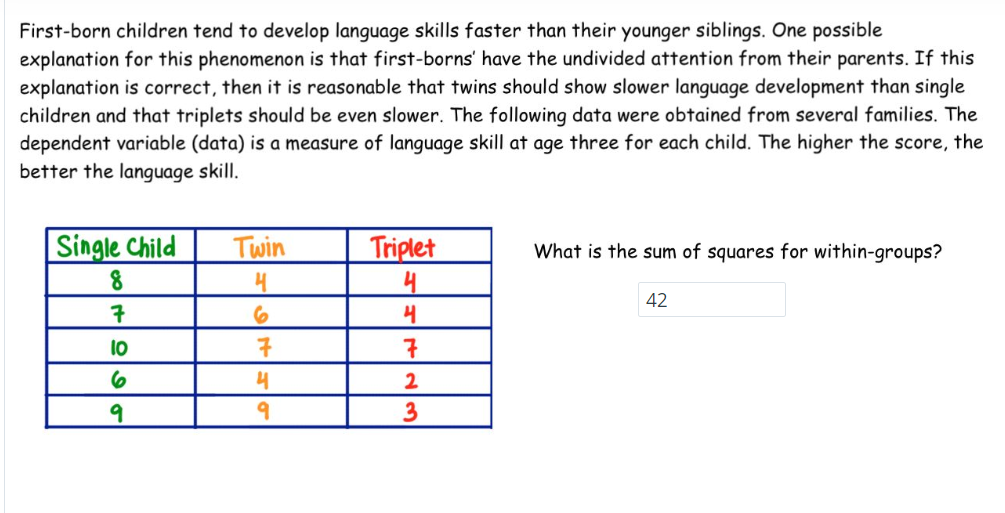 First-born children tend to develop language skills faster than their younger siblings. One possible
explanation for this phenomenon is that first-borns' have the undivided attention from their parents. If this
explanation is correct, then it is reasonable that twins should show slower language development than single
children and that triplets should be even slower. The following data were obtained from several families. The
dependent variable (data) is a measure of language skill at age three for each child. The higher the score, the
better the language skill.
Single Child Twin Triplet
8 4 4
7 6 4
10 7 7
6 4 2
9 9 3
What is the sum of squares for within-groups?
42